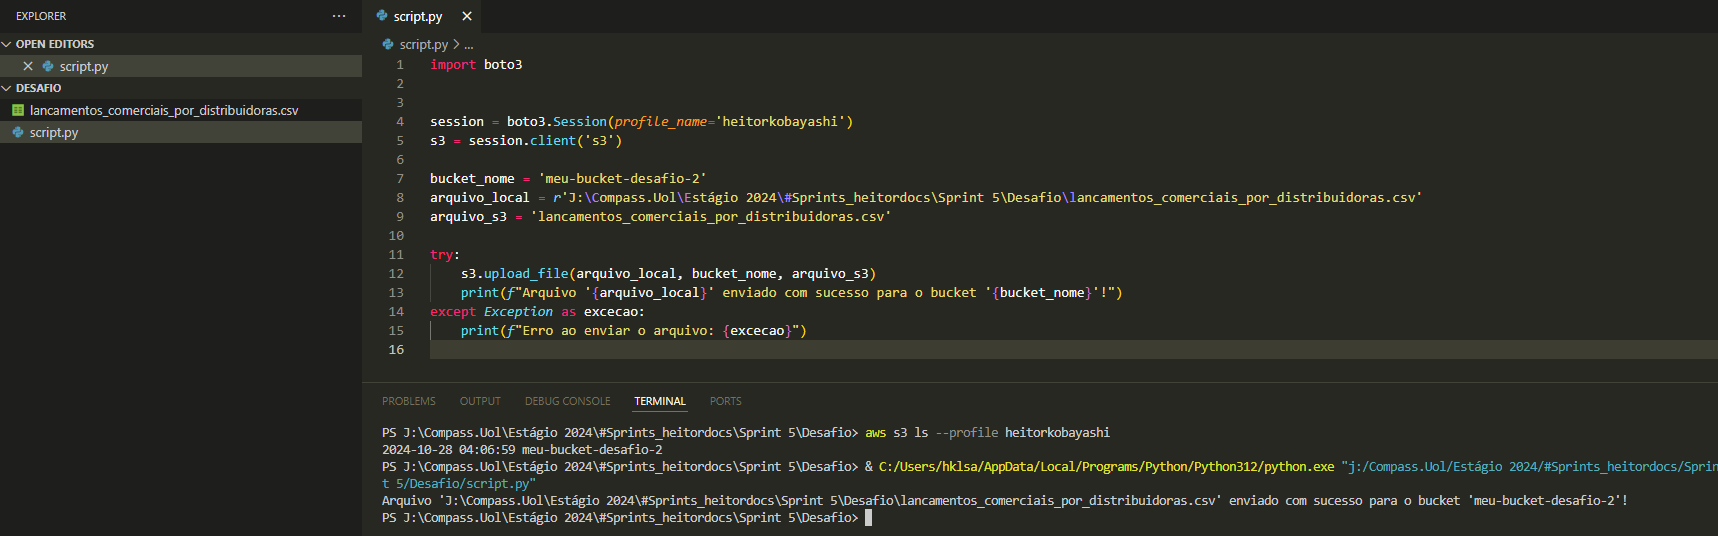 EXPLORER
···
OPEN EDITORS
script.py
DESAFIO
lancamentos_comerciais_por_distribuidoras.csv
script.py
script.py
script.py > ...
1 import boto3
2
3
4 session = boto3.Session(profile_name='heitorkobayashi')
5 s3 = session.client('s3')
6
7 bucket_nome = 'meu-bucket-desafio-2'
8 arquivo_local = r'J:\Compass.Uol\Estágio 2024\#Sprints_heitordocs\Sprint 5\Desafio\lancamentos_comerciais_por_distribuidoras.csv'
9 arquivo_s3 = 'lancamentos_comerciais_por_distribuidoras.csv'
10
11 try:
12     s3.upload_file(arquivo_local, bucket_nome, arquivo_s3)
13     print(f"Arquivo '{arquivo_local}' enviado com sucesso para o bucket '{bucket_nome}'!")
14 except Exception as excecao:
15     print(f"Erro ao enviar o arquivo: {excecao}")
16
PROBLEMS OUTPUT DEBUG CONSOLE TERMINAL PORTS
PS J:\Compass.Uol\Estágio 2024\#Sprints_heitordocs\Sprint 5\Desafio> aws s3 ls --profile heitorkobayashi
2024-10-28 04:06:59 meu-bucket-desafio-2
PS J:\Compass.Uol\Estágio 2024\#Sprints_heitordocs\Sprint 5\Desafio> & C:/Users/hklsa/AppData/Local/Programs/Python/Python312/python.exe "j:/Compass.Uol/Estágio 2024/#Sprints_heitordocs/Sprin
t 5/Desafio/script.py"
Arquivo 'J:\Compass.Uol\Estágio 2024\#Sprints_heitordocs\Sprint 5\Desafio\lancamentos_comerciais_por_distribuidoras.csv' enviado com sucesso para o bucket 'meu-bucket-desafio-2'!
PS J:\Compass.Uol\Estágio 2024\#Sprints_heitordocs\Sprint 5\Desafio>